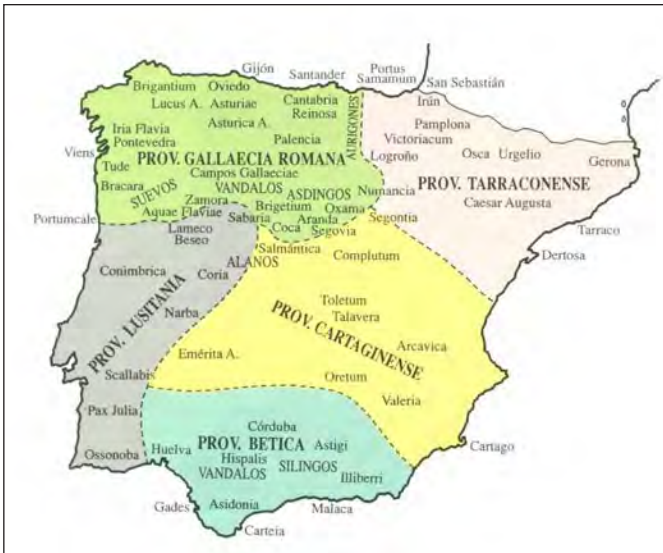 Gijón
Santander
Portus
Samamum
San Sebastián
Brigantium
Oviedo
Lucus A.
Asturiae
Cantabria
Reinosa
Irún
Iria Flavia
Asturica A.
Pontevedra
Palencia
AURIGONES
Pamplona
Victoriacum
Logroño
Osca
Urgelio
Gerona
Viens
Tude
PROV. GALLAECIA ROMANA
Bracara
Campos Gallaeciae
SUEVOS
VANDALOS
ASDINGOS
Numancia
PROV. TARRACONENSE
Caesar Augusta
Zamora
Brigetium
Oxama
Portumcale
Aquae Flaviae
Sabaria
Aranda
Segontia
Tarraco
Lameco
Coca
Segovia
Beseo
Salmántica
Complutum
Dertosa
Conimbrica
Coria
ALANOS
Toletum
Talavera
Narba
PROV. LUSITANIA
PROV. CARTAGINENSE
Arcavica
Emérita A.
Scallabis
Oretum
Valeria
Pax Julia
Córduba
PROV. BETICA
Astigi
Cartago
Ossonoba
Huelva
Hispalis
VANDALOS
SILINGOS
Illiberri
Gades
Asidonia
Malaca
Carteia